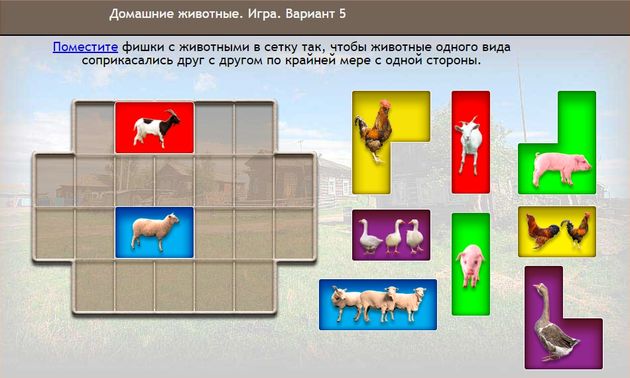 Домашние животные. Игра. Вариант 5
Поместите фишки с животными в сетку так, чтобы животные одного вида
соприкасались друг с другом по крайней мере с одной стороны.